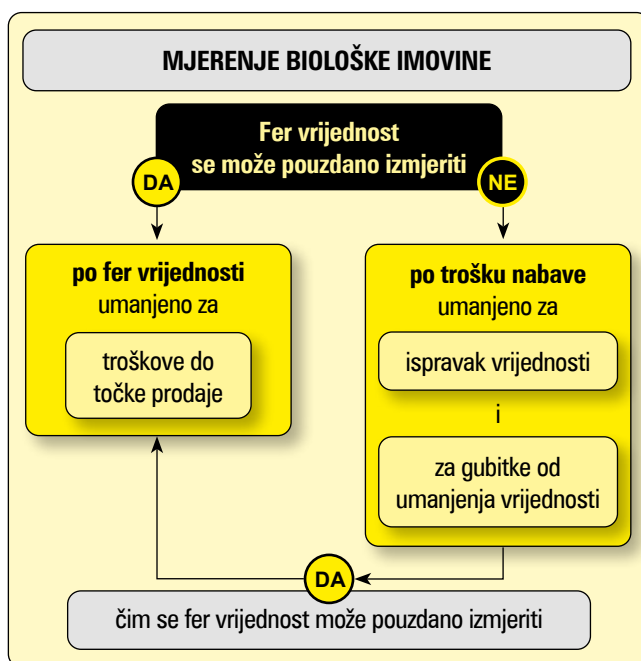 MJERENJE BIOLOŠKE IMOVINE
Fer vrijednost
se može pouzdano izmjeriti
DA
NE
po fer vrijednosti
umanjeno za
troškove do
točke prodaje
po trošku nabave
umanjeno za
ispravak vrijednosti
i
za gubitke od
umanjenja vrijednosti
DA
čim se fer vrijednost može pouzdano izmjeriti